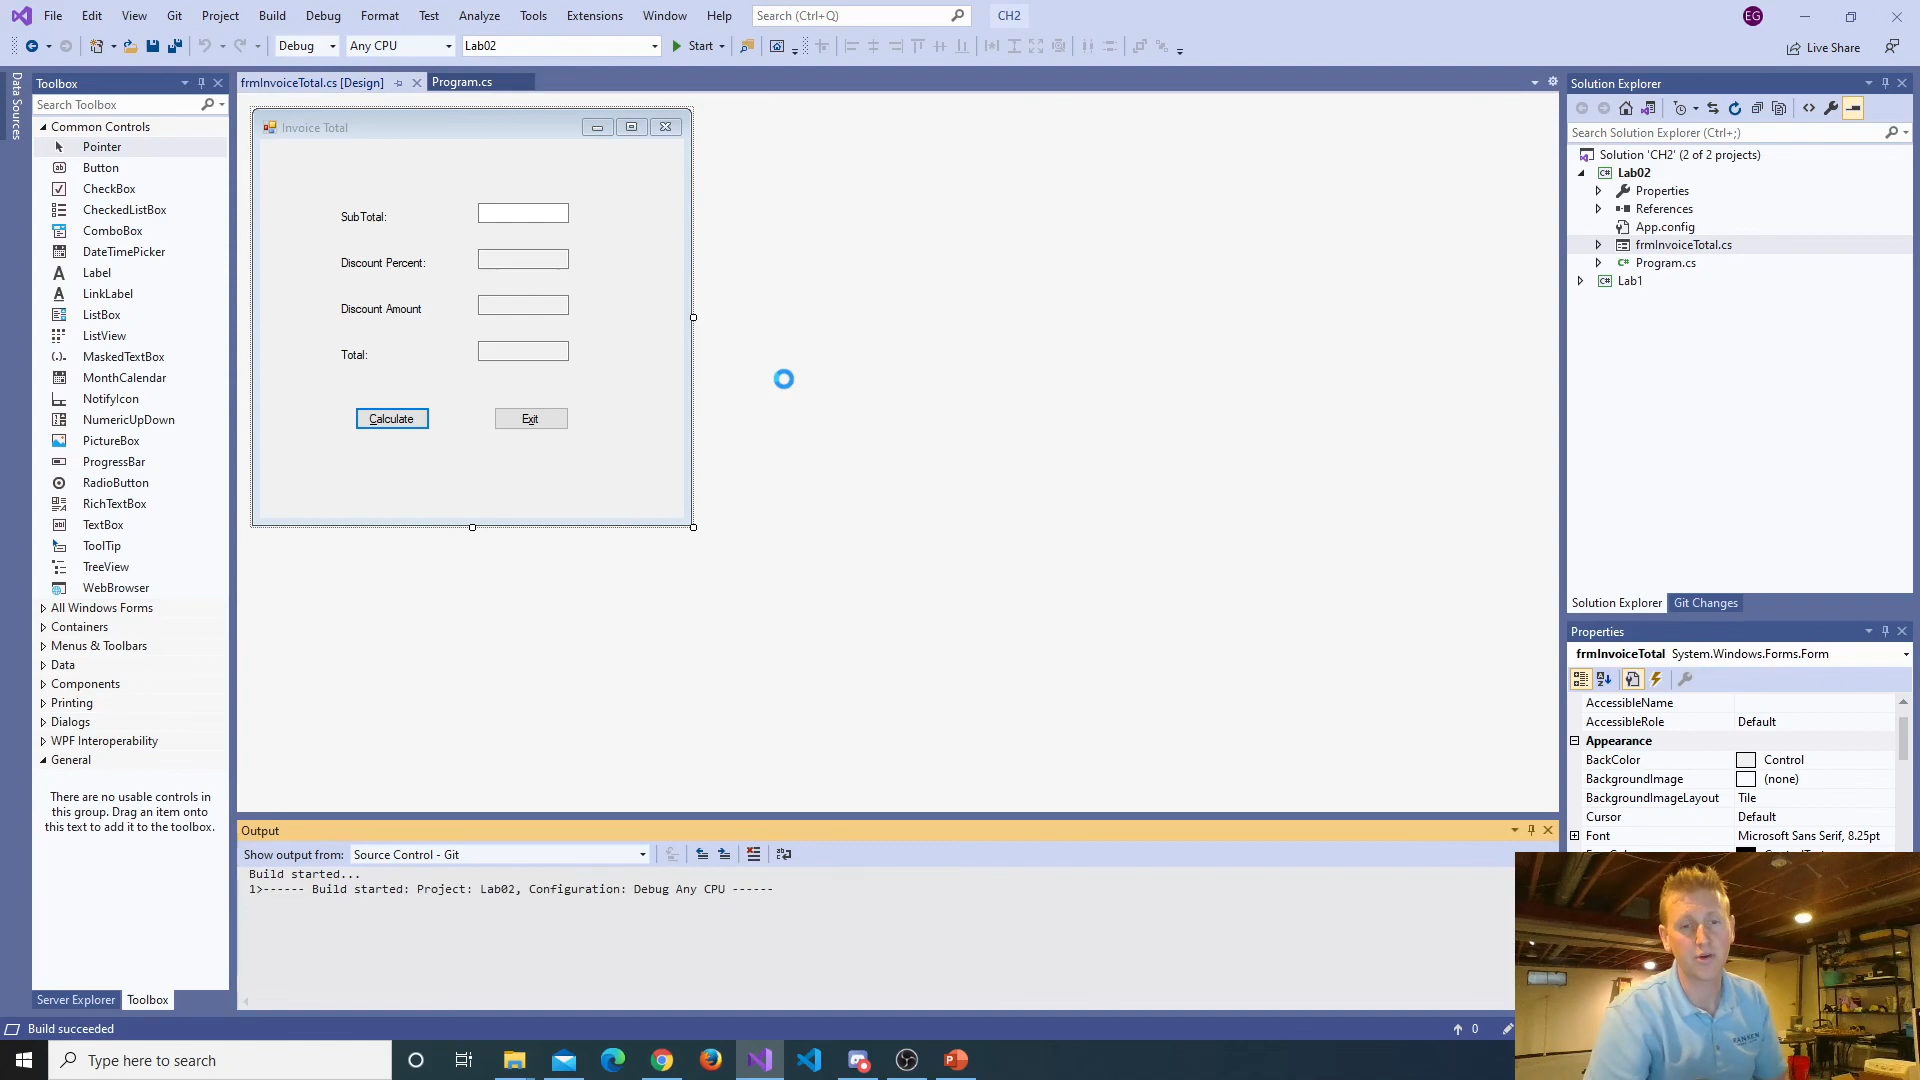 File Edit View Git Project Build Debug Format Test Analyze Tools Extensions Window Help Search (Ctrl+Q) CH2 EG
Debug Any CPU Lab02 Start Live Share
Data Sources
Toolbox
Search Toolbox
Common Controls
Pointer
Button
CheckBox
CheckedListBox
ComboBox
DateTimePicker
Label
LinkLabel
ListBox
ListView
MaskedTextBox
MonthCalendar
NotifyIcon
NumericUpDown
PictureBox
ProgressBar
RadioButton
RichTextBox
TextBox
ToolTip
TreeView
WebBrowser
All Windows Forms
Containers
Menus & Toolbars
Data
Components
Printing
Dialogs
WPF Interoperability
General
There are no usable controls in
this group. Drag an item onto
this text to add it to the toolbox.
Server Explorer Toolbox
frmInvoiceTotal.cs [Design] Program.cs
Invoice Total
SubTotal:
Discount Percent:
Discount Amount
Total:
Calculate Exit
Output
Show output from: Source Control - Git
Build started...
1>------ Build started: Project: Lab02, Configuration: Debug Any CPU ------
Solution Explorer
Search Solution Explorer (Ctrl+;)
Solution 'CH2' (2 of 2 projects)
Lab02
Properties
References
App.config
frmInvoiceTotal.cs
Program.cs
Lab1
Solution Explorer Git Changes
Properties
frmInvoiceTotal System.Windows.Forms.Form
AccessibleName
AccessibleRole Default
Appearance
BackColor Control
BackgroundImage (none)
BackgroundImageLayout Tile
Cursor Default
Font Microsoft Sans Serif, 8.25pt
Build succeeded 0
Type here to search
RANKEN